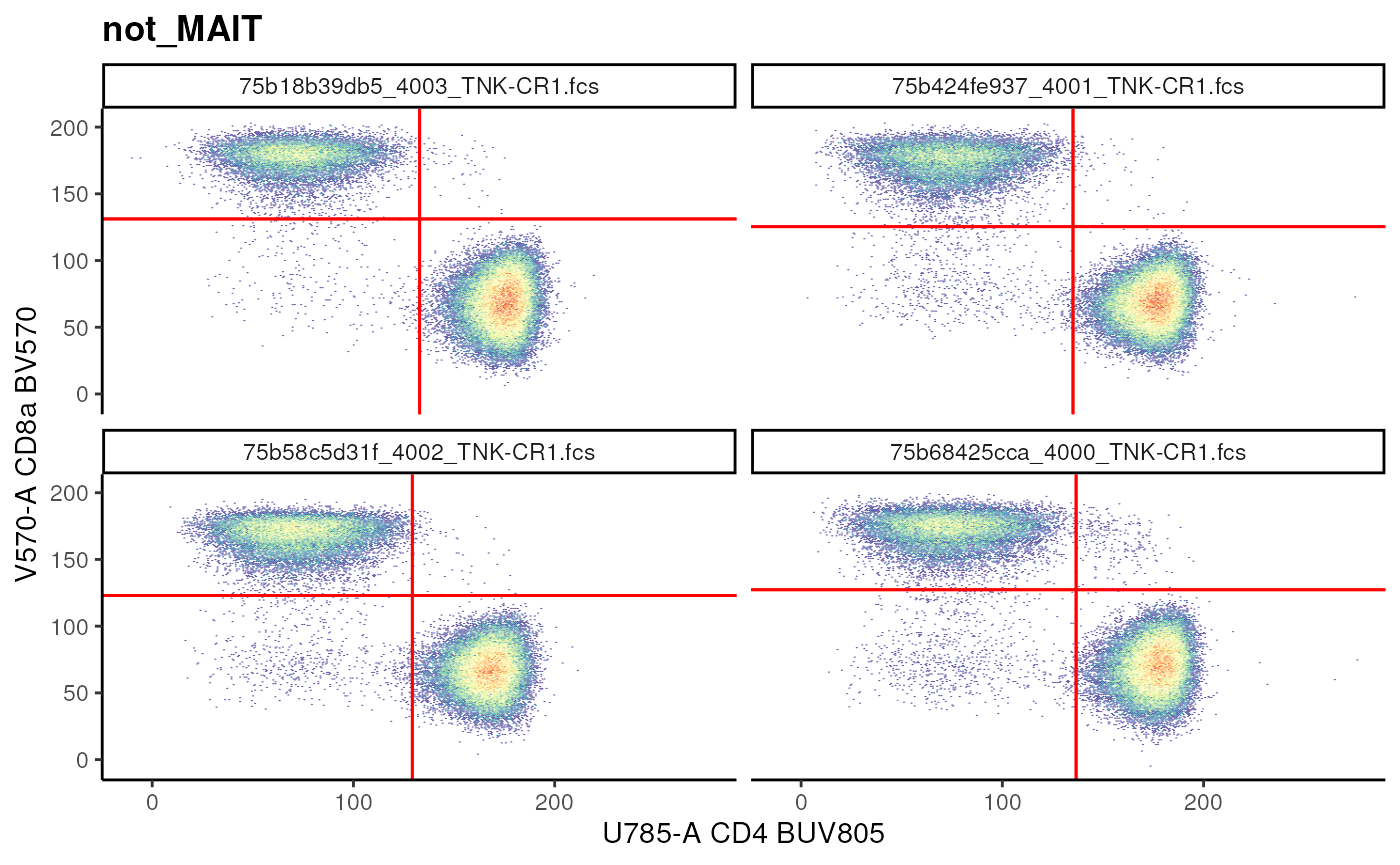 not_MAIT
75b18b39db5_4003_TNK-CR1.fcs
75b424fe937_4001_TNK-CR1.fcs
200
150
100
50
0
75b58c5d31f_4002_TNK-CR1.fcs
75b68425cca_4000_TNK-CR1.fcs
200
150
100
50
0
V570-A CD8a BV570
0 100 200
0 100 200
U785-A CD4 BUV805